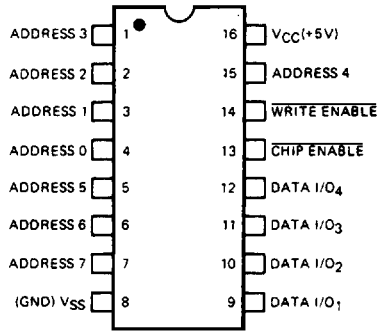 ADDRESS 3 1 16 VCC(+5V)
ADDRESS 2 2 15 ADDRESS 4
ADDRESS 1 3 14 WRITE ENABLE
ADDRESS 0 4 13 CHIP ENABLE
ADDRESS 5 5 12 DATA I/O4
ADDRESS 6 6 11 DATA I/O3
ADDRESS 7 7 10 DATA I/O2
(GND) VSS 8 9 DATA I/O1